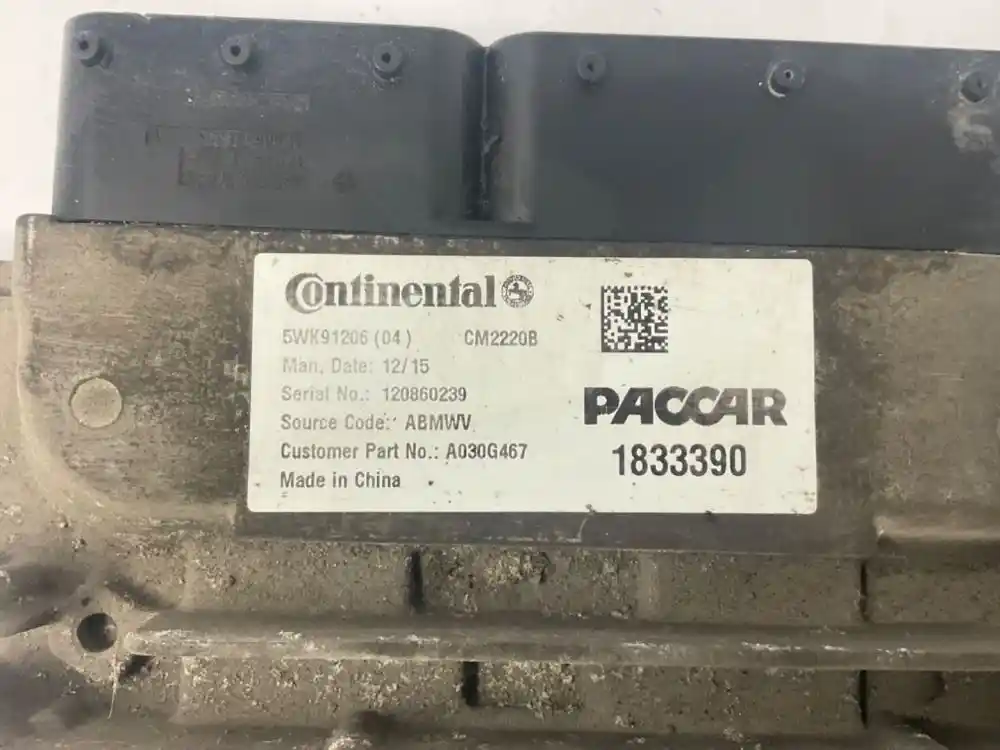 Continental
5WK91206 (04) CM2220B
Man, Date: 12/15
Serial No.: 120860239
Source Code: ABMWV
Customer Part No.: A030G467
Made in China
PACCAR
1833390